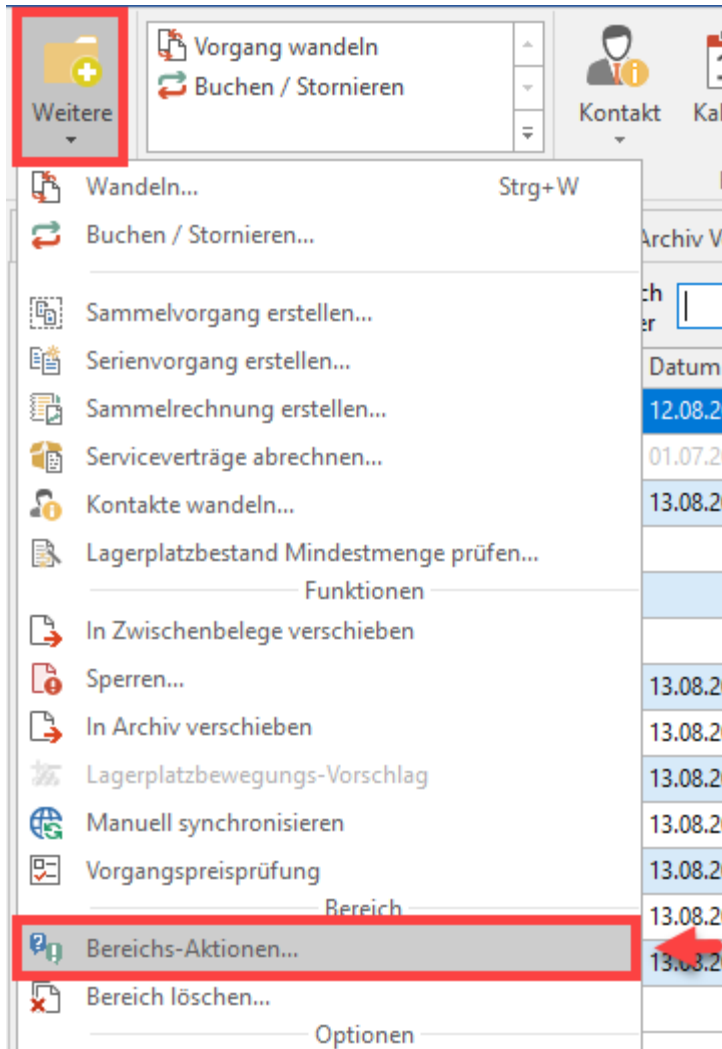 Vorgang wandeln
Buchen / Stornieren
Weitere
Kontakt
Wandeln... Strg+W
Buchen / Stornieren...
Archiv V
Sammelvorgang erstellen...
Serienvorgang erstellen...
Datum
Sammelrechnung erstellen...
12.08.2
Serviceverträge abrechnen...
01.07.2
Kontakte wandeln...
13.08.2
Lagerplatzbestand Mindestmenge prüfen...
Funktionen
In Zwischenbelege verschieben
Sperren...
13.08.2
In Archiv verschieben
13.08.2
Lagerplatzbewegungs-Vorschlag
13.08.2
Manuell synchronisieren
13.08.2
Vorgangspreisprüfung
13.08.2
Bereich
13.08.2
Bereichs-Aktionen...
13.08.2
Bereich löschen...
Optionen